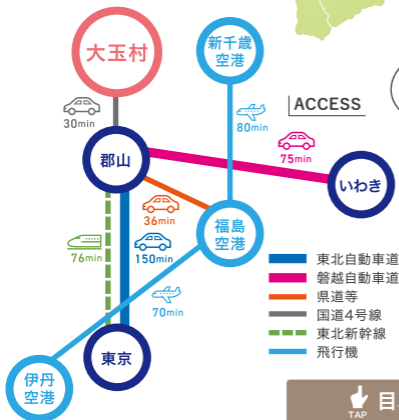 大玉村
新千歳
空港
ACCESS
30min
80min
75min
郡山
いわき
36min
福島
空港
76min
150min
70min
東京
伊丹
空港
東北自動車道
磐越自動車道
県道等
国道4号線
東北新幹線
飛行機
TAP
目